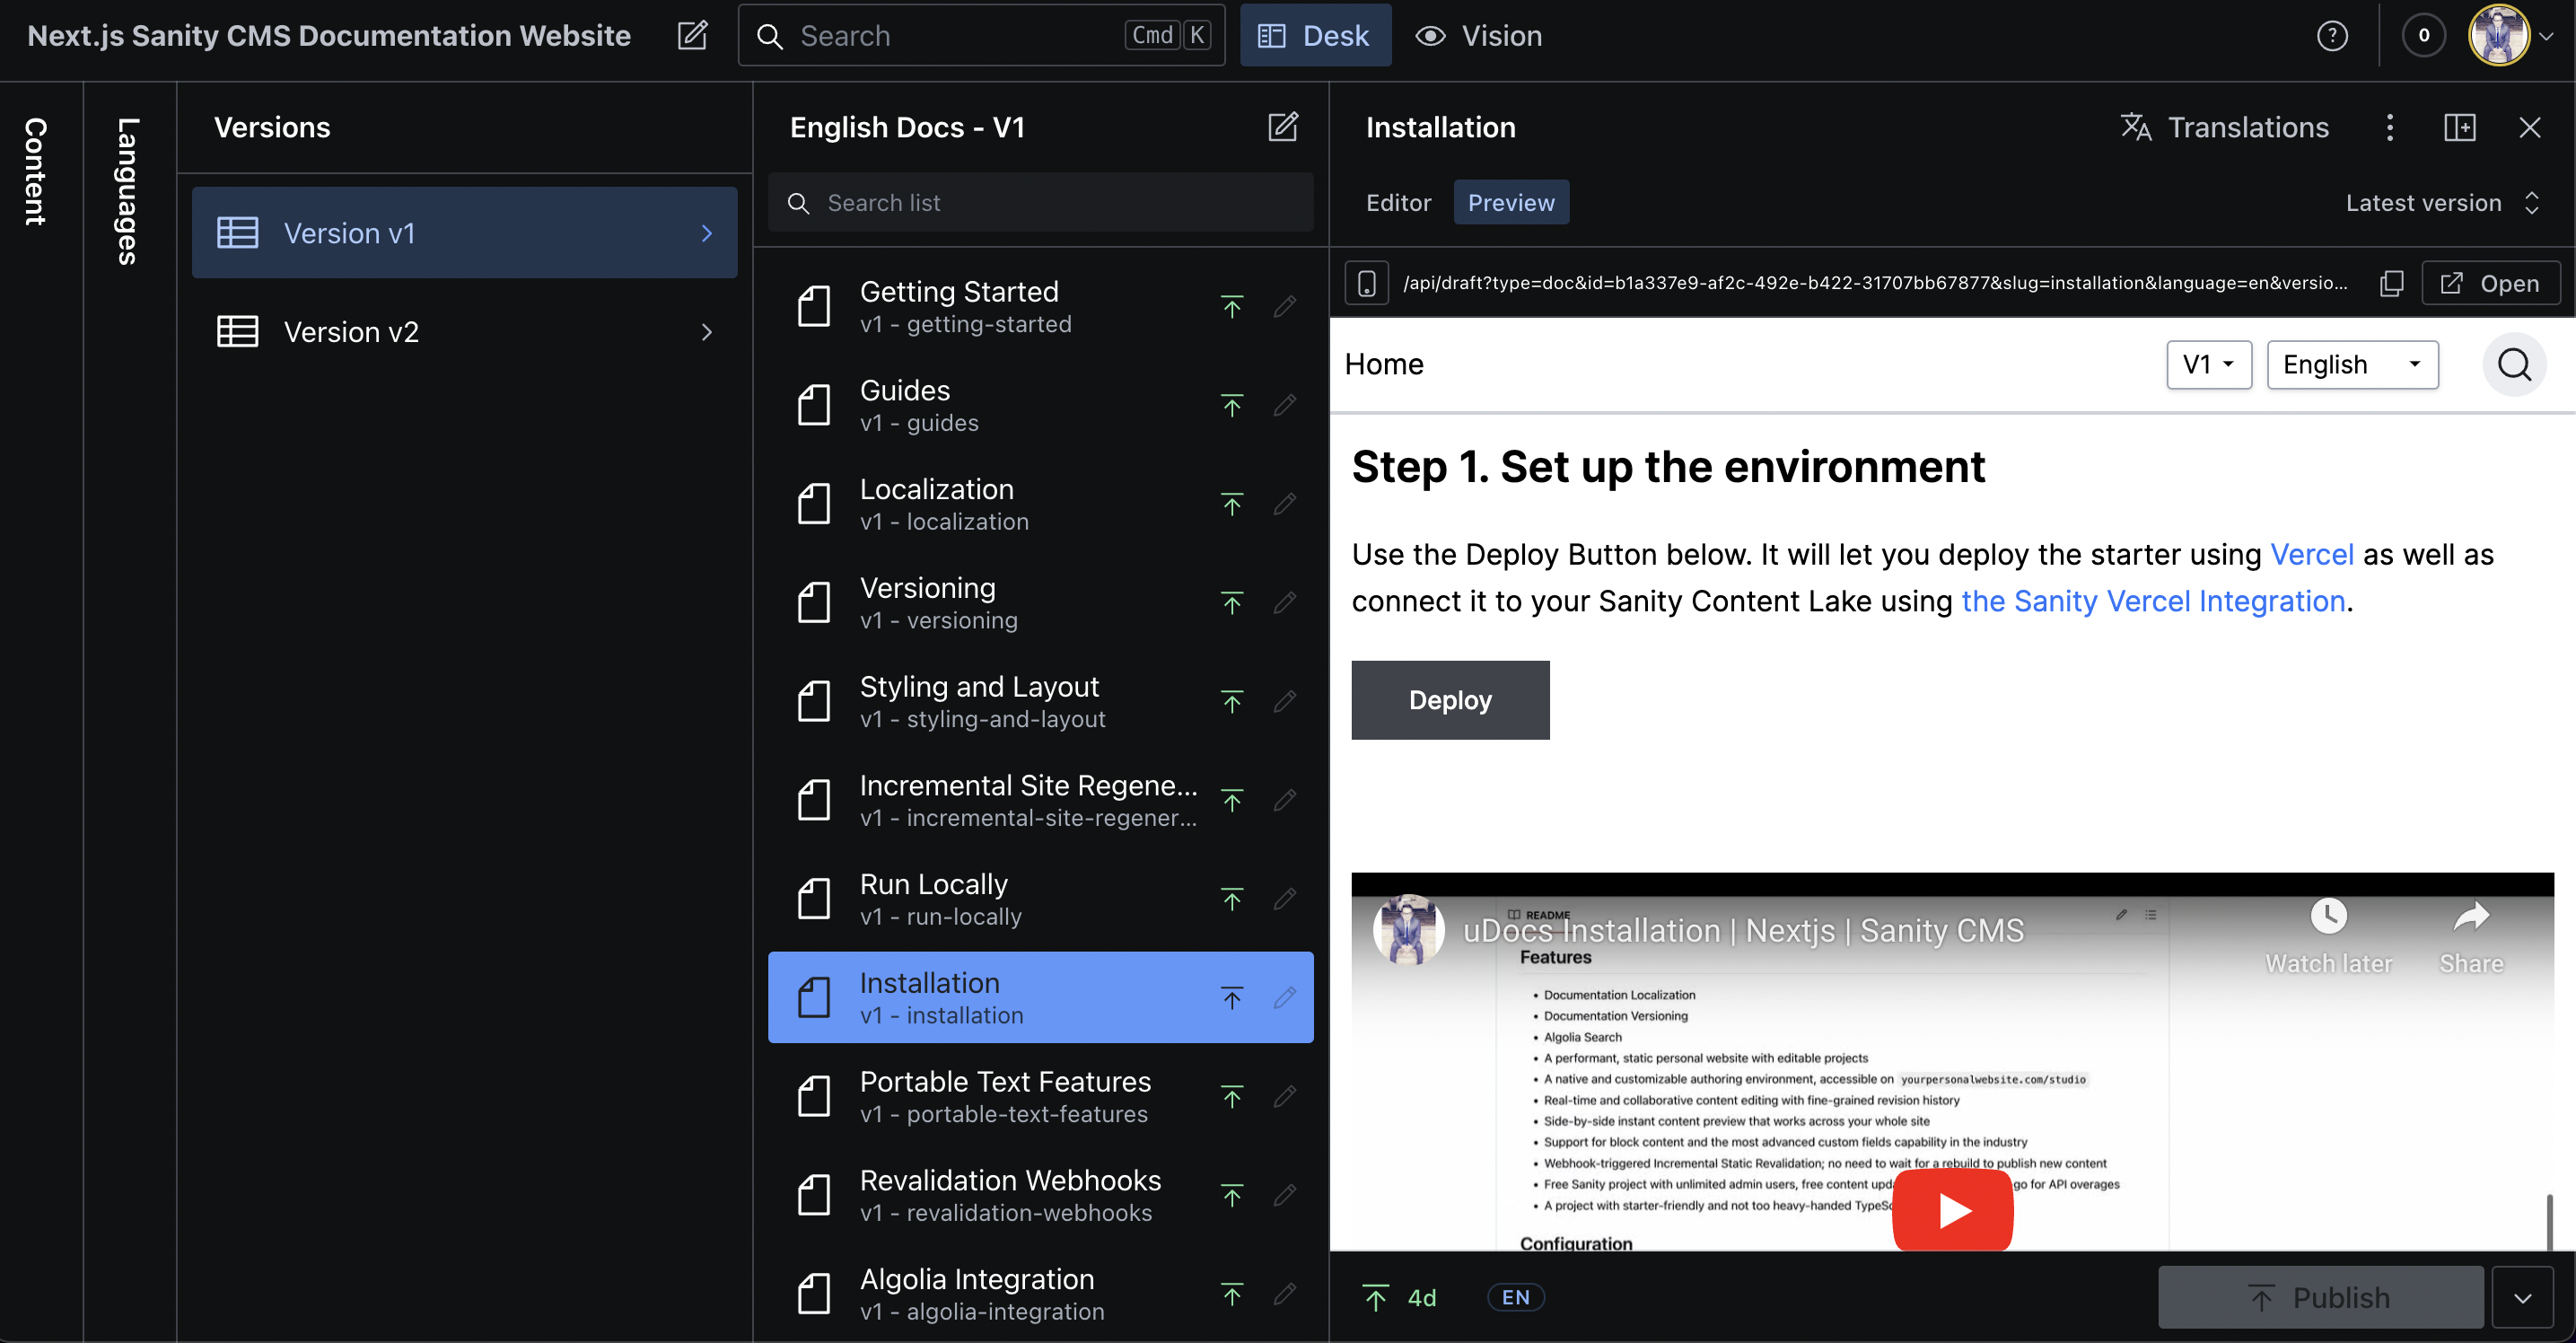 Next.js Sanity CMS Documentation Website
Search
Cmd K
Desk
Vision
0
Content
Languages
Versions
Version v1
Version v2
English Docs - V1
Search list
Getting Started
v1 - getting-started
Guides
v1 - guides
Localization
v1 - localization
Versioning
v1 - versioning
Styling and Layout
v1 - styling-and-layout
Incremental Site Regene...
v1 - incremental-site-regener...
Run Locally
v1 - run-locally
Installation
v1 - installation
Portable Text Features
v1 - portable-text-features
Revalidation Webhooks
v1 - revalidation-webhooks
Algolia Integration
v1 - algolia-integration
Installation
Translations
Editor
Preview
Latest version
/api/draft?type=doc&id=b1a337e9-af2c-492e-b422-31707bb67877&slug=installation&language=en&versio...
Open
Home
V1
English
Step 1. Set up the environment
Use the Deploy Button below. It will let you deploy the starter using Vercel as well as
connect it to your Sanity Content Lake using the Sanity Vercel Integration.
Deploy
README
uDocs Installation | Nextjs | Sanity CMS
Watch later
Share
Features
• Documentation Localization
• Documentation Versioning
• Algolia Search
• A performant, static personal website with editable projects
• A native and customizable authoring environment, accessible on yourpersonalwebsite.com/studio
• Real-time and collaborative content editing with fine-grained revision history
• Side-by-side instant content preview that works across your whole site
• Support for block content and the most advanced custom fields capability in the industry
• Webhook-triggered Incremental Static Revalidation; no need to wait for a rebuild to publish new content
• Free Sanity project with unlimited admin users, free content upd go for API overages
• A project with starter-friendly and not too heavy-handed TypeSc
Configuration
4d
EN
Publish